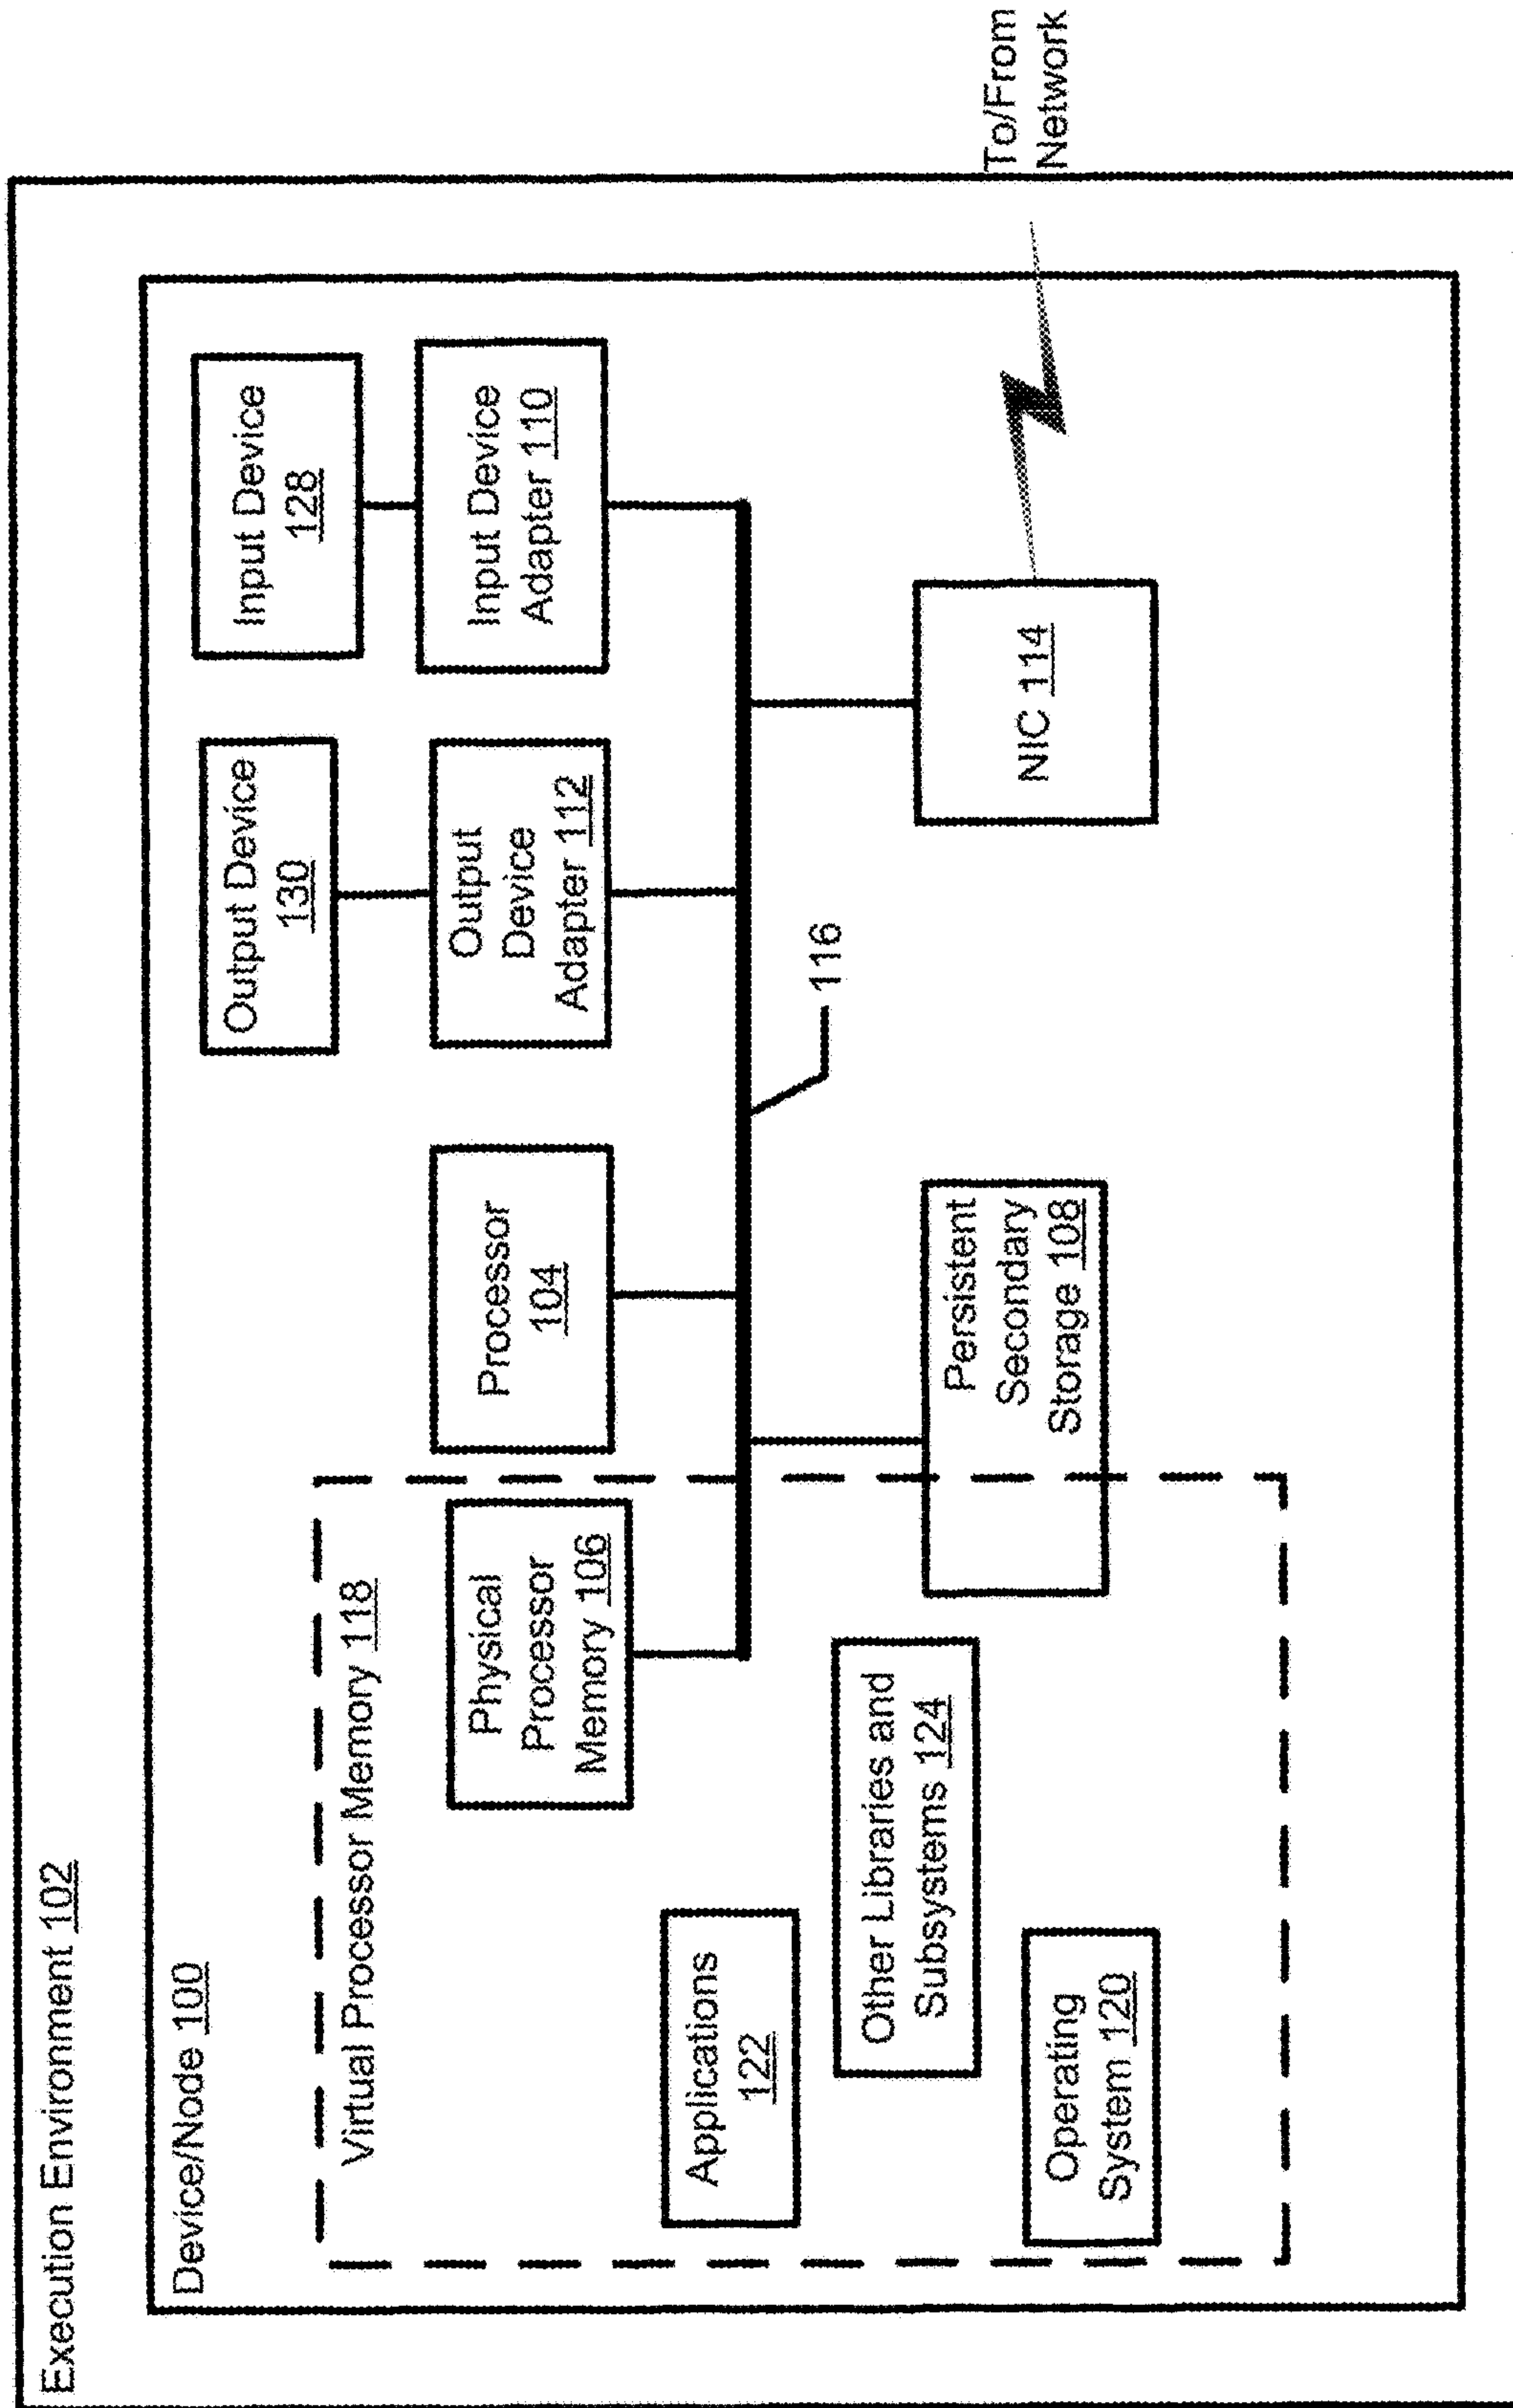 Execution Environment 102
Device/Node 100
Virtual Processor Memory 118
Physical
Processor
Memory 106
Processor
104
Output Device
130
Output
Device
Adapter 112
Input Device
128
Input Device
Adapter 110
Applications
122
Other Libraries and
Subsystems 124
Operating
System 120
Persistent
Secondary
Storage 108
116
NIC 114
To/From
Network